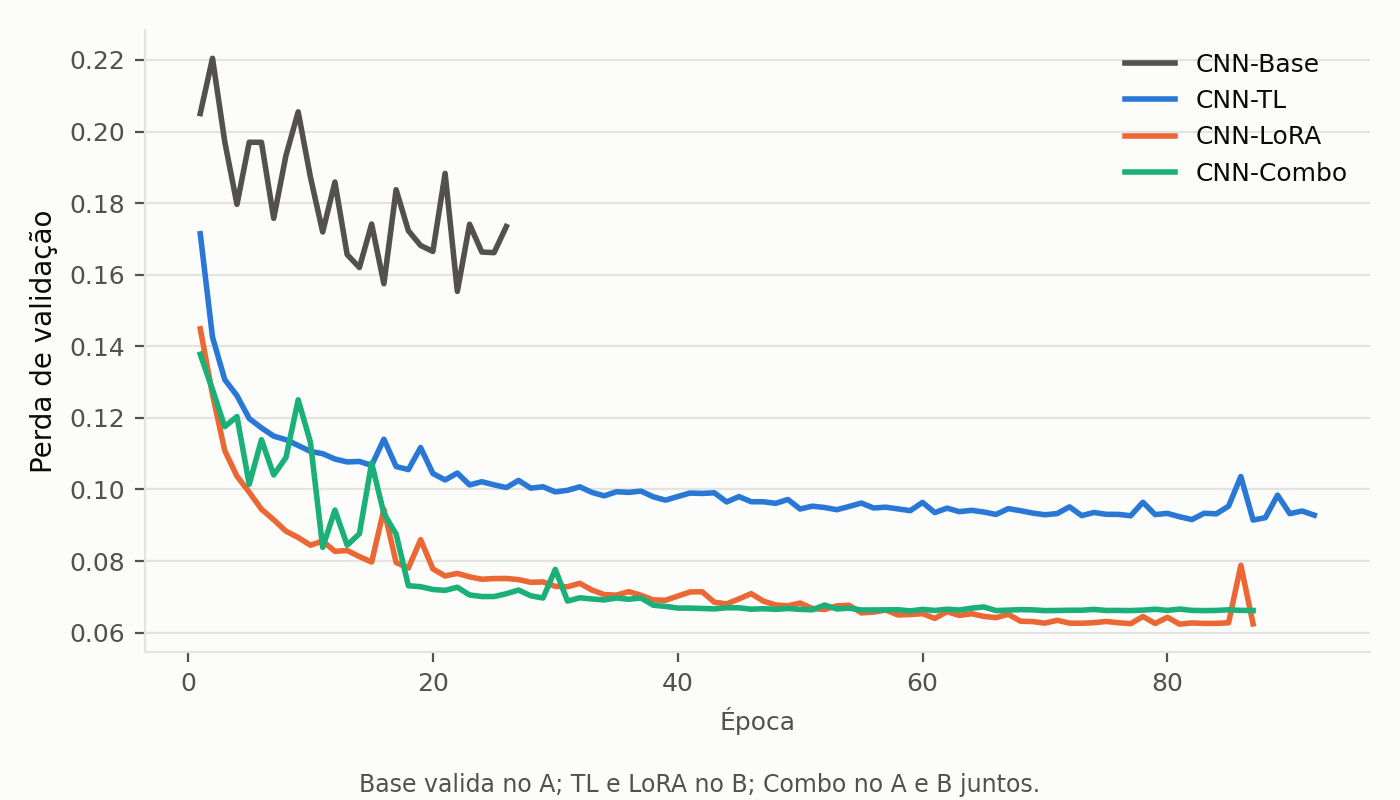 0.22
0.20
0.18
0.16
0.14
0.12
0.10
0.08
0.06
Perda de validação
CNN-Base
CNN-TL
CNN-LoRA
CNN-Combo
0 20 40 60 80
Época
Base valida no A; TL e LoRA no B; Combo no A e B juntos.